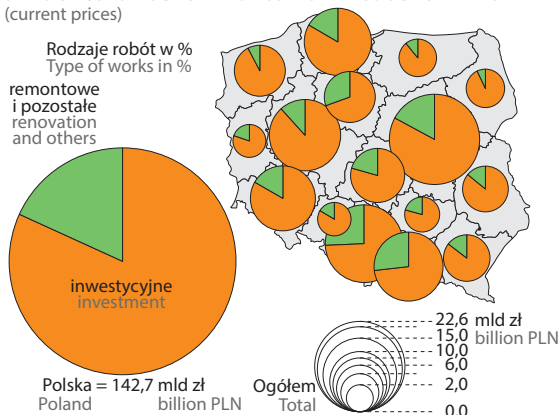 (current prices)
Rodzaje robót w %
Type of works in %
remontowe
i pozostałe
renovation
and others
inwestycyjne
investment
Polska = 142,7 mld zł
Poland billion PLN
Ogółem
Total
22,6 mld zł
billion PLN
15,0
10,0
6,0
2,0
0,0